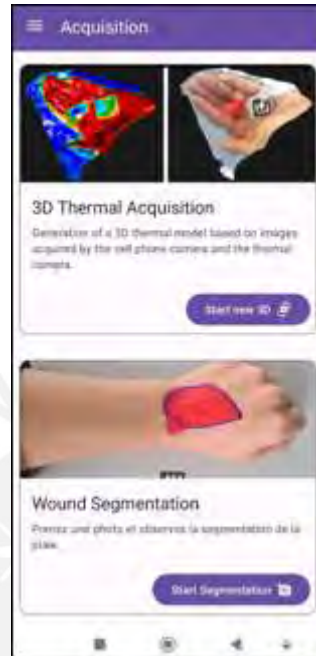 Acquisition
3D Thermal Acquisition
Generation of a 3D thermal model based on images
acquired by the cell phone camera and the thermal
camera.
Start new 3D
Wound Segmentation
Prenez une photo et observez la segmentation de la
plaie.
Start Segmentation